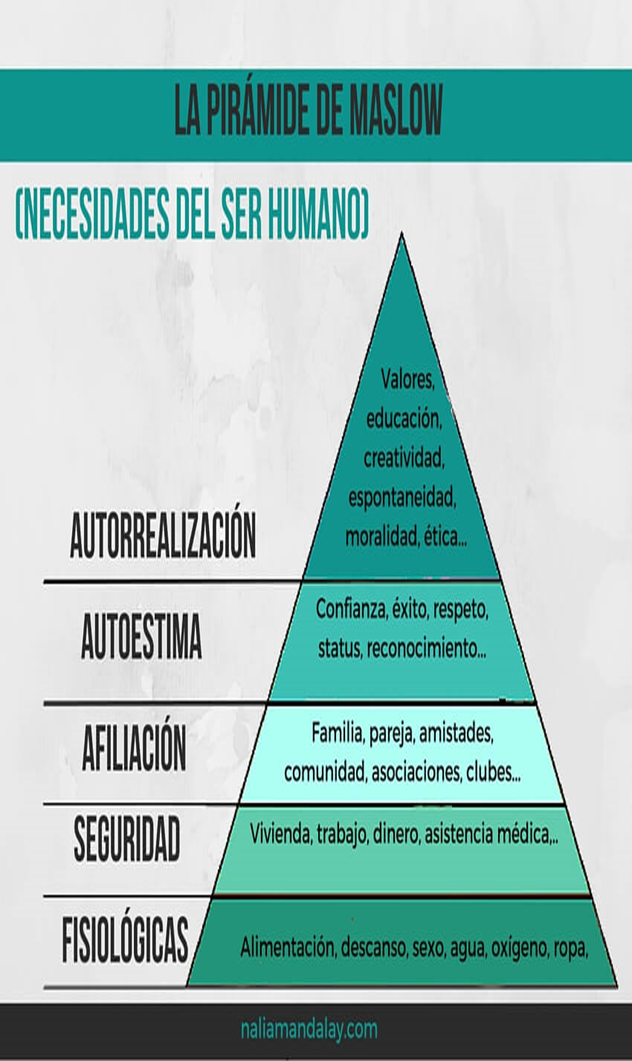 LA PIRÁMIDE DE MASLOW
(NECESIDADES DEL SER HUMANO)
Valores,
educación,
creatividad,
espontaneidad,
moralidad, ética...
AUTORREALIZACIÓN
Confianza, éxito, respeto,
status, reconocimiento...
AUTOESTIMA
Familia, pareja, amistades,
comunidad, asociaciones, clubes...
AFILIACIÓN
Vivienda, trabajo, dinero, asistencia médica,..
SEGURIDAD
Alimentación, descanso, sexo, agua, oxígeno, ropa,
FISIOLÓGICAS
naliamandalay.com